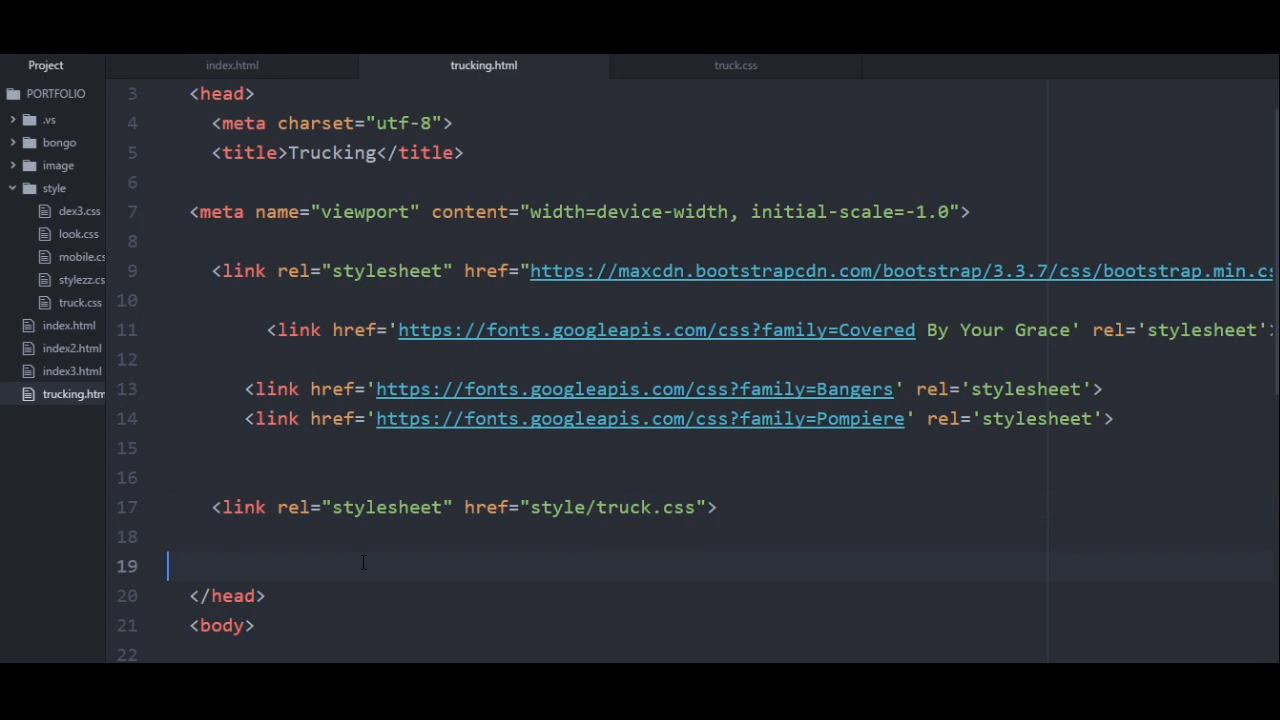 Project
index.html
trucking.html
truck.css
PORTFOLIO
.vs
bongo
image
style
dex3.css
look.css
mobile.cs
stylezz.cs
truck.css
index.html
index2.html
index3.html
trucking.htm
3 <head>
4 <meta charset="utf-8">
5 <title>Trucking</title>
6
7 <meta name="viewport" content="width=device-width, initial-scale=-1.0">
8
9 <link rel="stylesheet" href="https://maxcdn.bootstrapcdn.com/bootstrap/3.3.7/css/bootstrap.min.cs
10
11 <link href='https://fonts.googleapis.com/css?family=Covered By Your Grace' rel='stylesheet'>
12
13 <link href='https://fonts.googleapis.com/css?family=Bangers' rel='stylesheet'>
14 <link href='https://fonts.googleapis.com/css?family=Pompiere' rel='stylesheet'>
15
16
17 <link rel="stylesheet" href="style/truck.css">
18
19
20 </head>
21 <body>
22